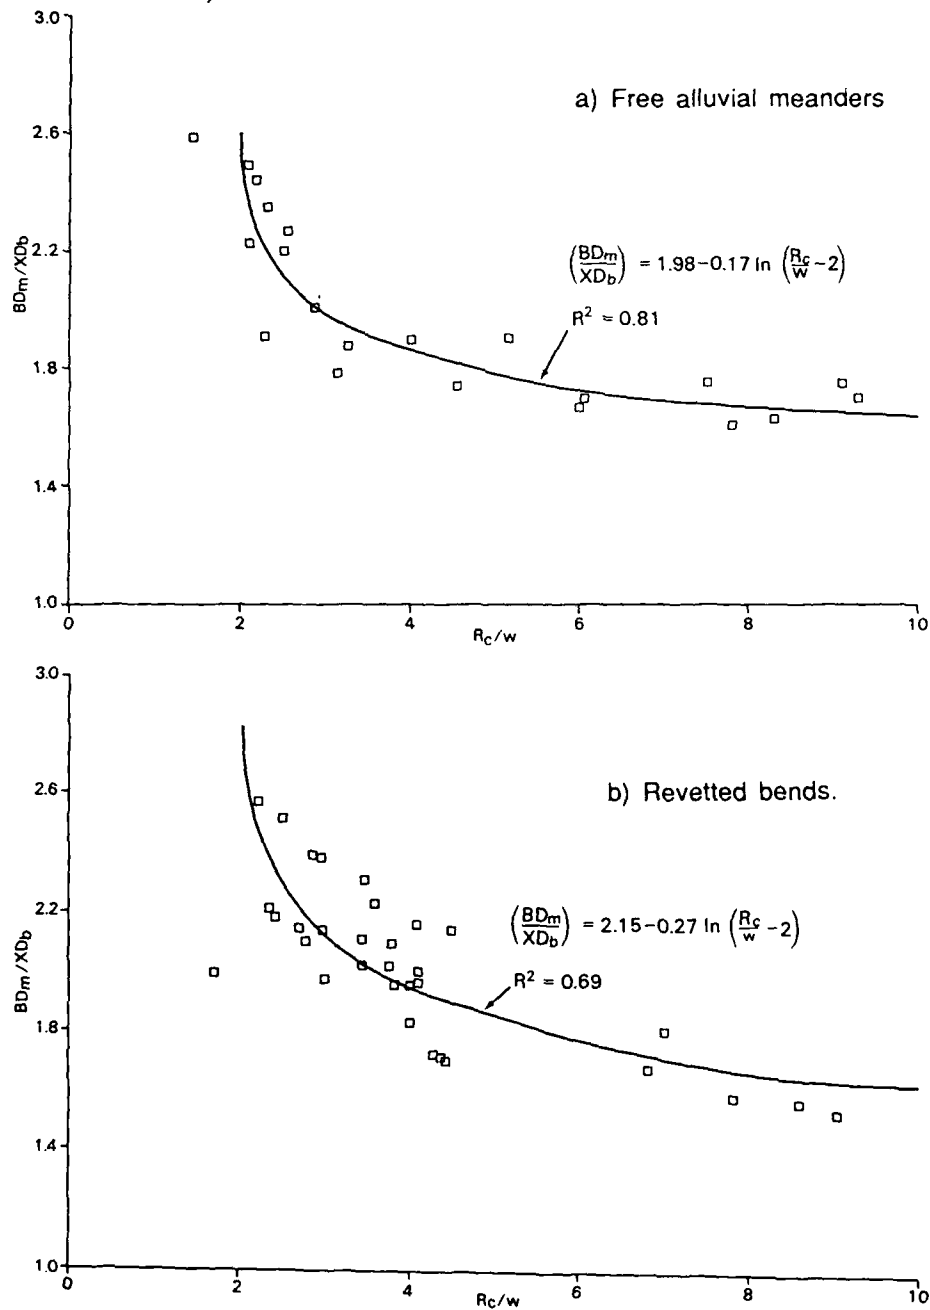 3.0
a) Free alluvial meanders
2.6
2.2
BDm/XDb
(BDm/XDb) = 1.98-0.17 ln (Rc/w -2)
R² = 0.81
1.8
1.4
1.0
0 2 4 6 8 10
Rc/w
3.0
b) Revetted bends.
2.6
2.2
BDm/XDb
(BDm/XDb) = 2.15-0.27 ln (Rc/w -2)
R² = 0.69
1.8
1.4
1.0
0 2 4 6 8 10
Rc/w